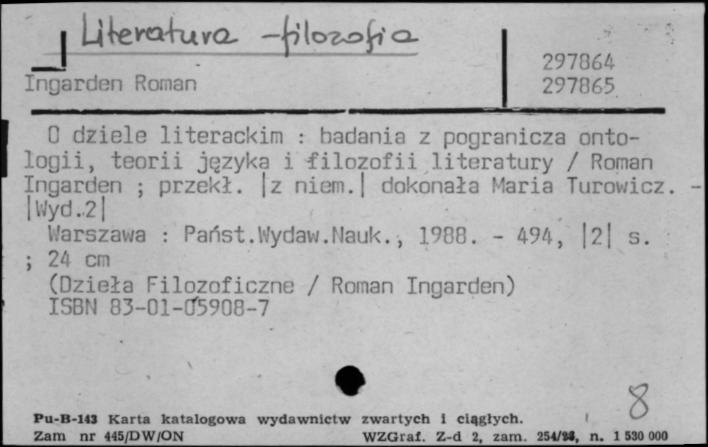 Literatura - filozofia
297864
Ingarden Roman
297865
O dziele literackim : badania z pogranicza onto-
logii, teorii języka i filozofii literatury / Roman
Ingarden ; przekł. |z niem.| dokonała Maria Turowicz. -
|Wyd.2|
Warszawa : Państ.Wydaw.Nauk., 1988. - 494, |2| s.
; 24 cm
(Dzieła Filozoficzne / Roman Ingarden)
ISBN 83-01-05908-7
8
Pu-B-143 Karta katalogowa wydawnictw zwartych i ciągłych.
Zam nr 445/DW/ON WZGraf. Z-d 2, zam. n. 1 530 000